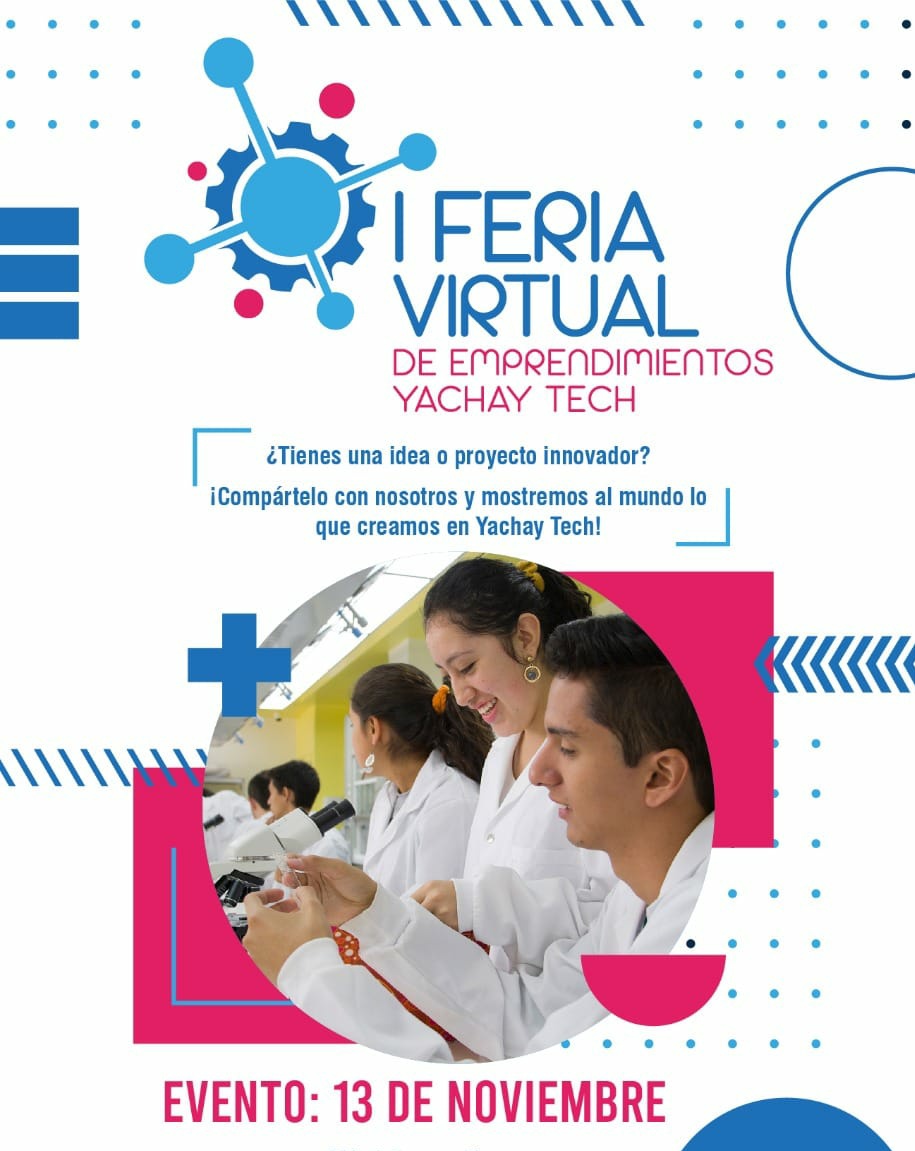 I FERIA
VIRTUAL
DE EMPRENDIMIENTOS
YACHAY TECH
¿Tienes una idea o proyecto innovador?
¡Compártelo con nosotros y mostremos al mundo lo
que creamos en Yachay Tech!
EVENTO: 13 DE NOVIEMBRE